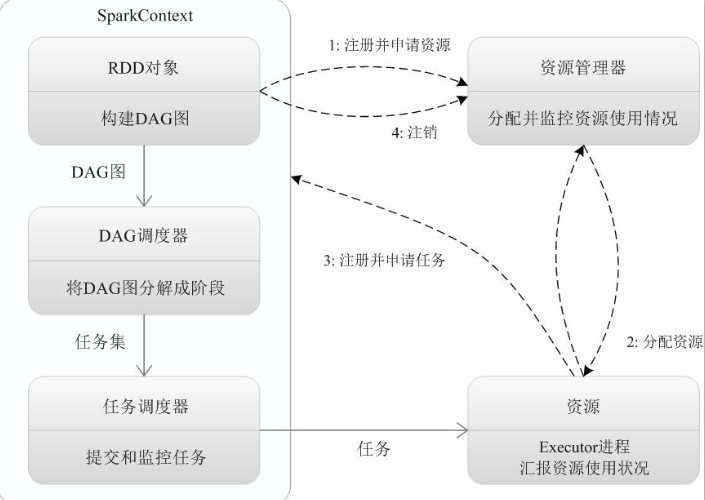 SparkContext
RDD对象
构建DAG图
DAG图
DAG调度器
将DAG图分解成阶段
任务集
任务调度器
提交和监控任务
1: 注册并申请资源
4: 注销
资源管理器
分配并监控资源使用情况
3: 注册并申请任务
2: 分配资源
任务
资源
Executor进程
汇报资源使用状况